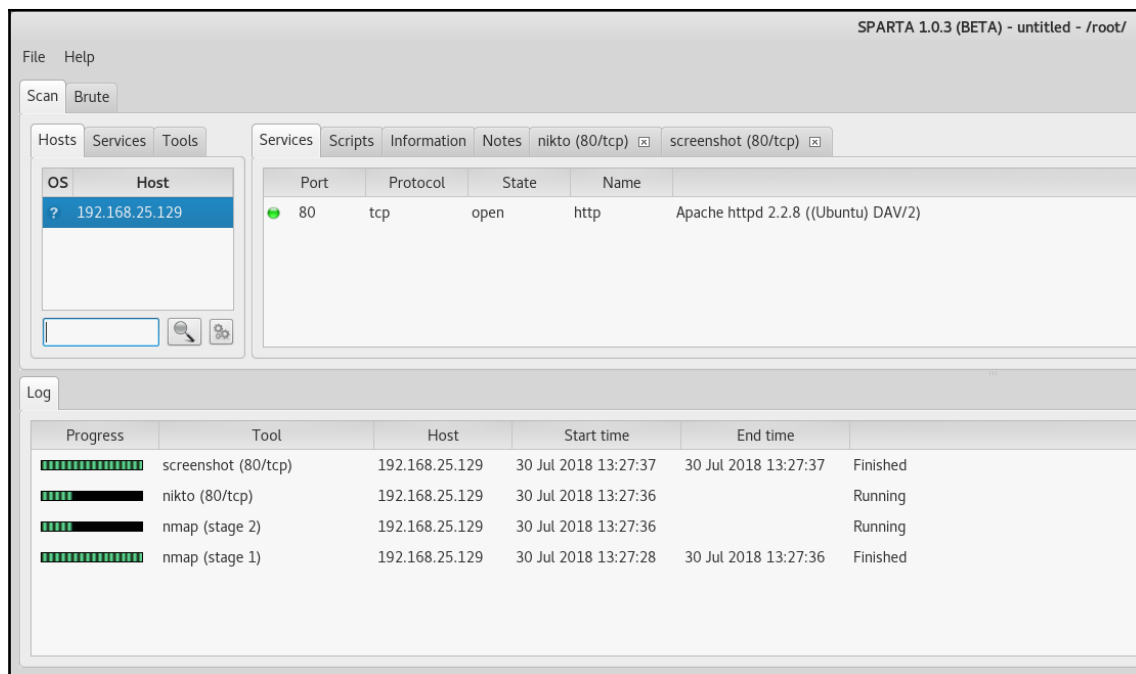 SPARTA 1.0.3 (BETA) - untitled - /root/
File Help
Scan Brute
Hosts Services Tools
Services Scripts Information Notes nikto (80/tcp) screenshot (80/tcp)
OS Host
? 192.168.25.129
Port Protocol State Name
80 tcp open http Apache httpd 2.2.8 ((Ubuntu) DAV/2)
Log
Progress Tool Host Start time End time
screenshot (80/tcp) 192.168.25.129 30 Jul 2018 13:27:37 30 Jul 2018 13:27:37 Finished
nikto (80/tcp) 192.168.25.129 30 Jul 2018 13:27:36 Running
nmap (stage 2) 192.168.25.129 30 Jul 2018 13:27:36 Running
nmap (stage 1) 192.168.25.129 30 Jul 2018 13:27:28 30 Jul 2018 13:27:36 Finished